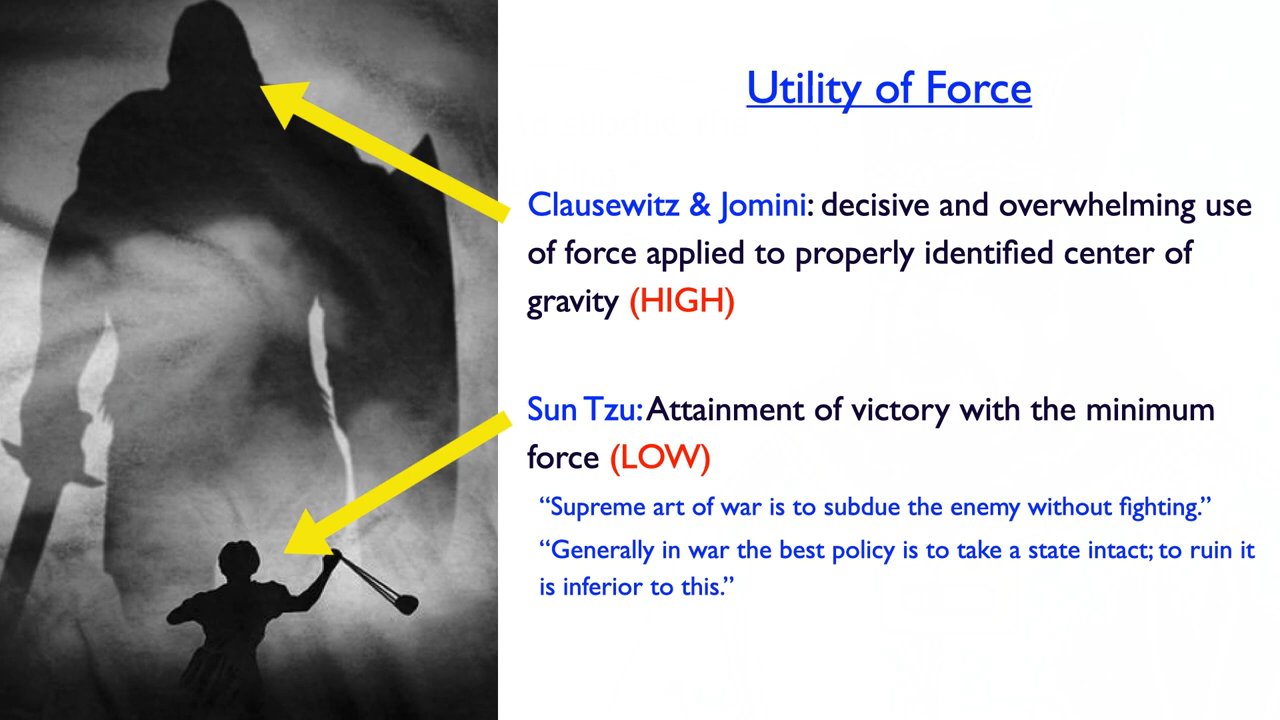 Utility of Force
Clausewitz & Jomini: decisive and overwhelming use
of force applied to properly identified center of
gravity (HIGH)
Sun Tzu: Attainment of victory with the minimum
force (LOW)
“Supreme art of war is to subdue the enemy without fighting.”
“Generally in war the best policy is to take a state intact; to ruin it
is inferior to this.”